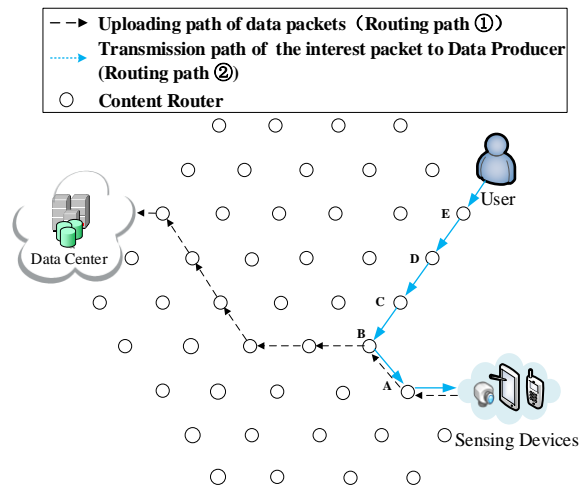 Uploading path of data packets（Routing path ①）
Transmission path of the interest packet to Data Producer
(Routing path ②)
Content Router
User
E
Data Center
D
C
B
A
Sensing Devices